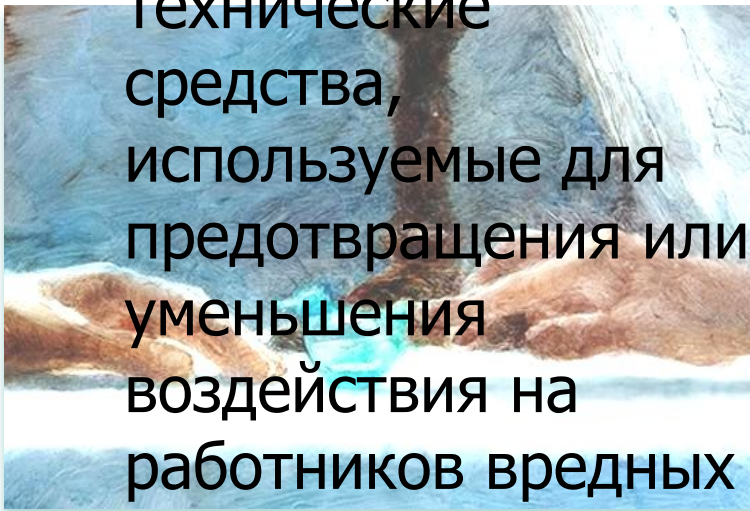 технические
средства,
используемые для
предотвращения или
уменьшения
воздействия на
работников вредных